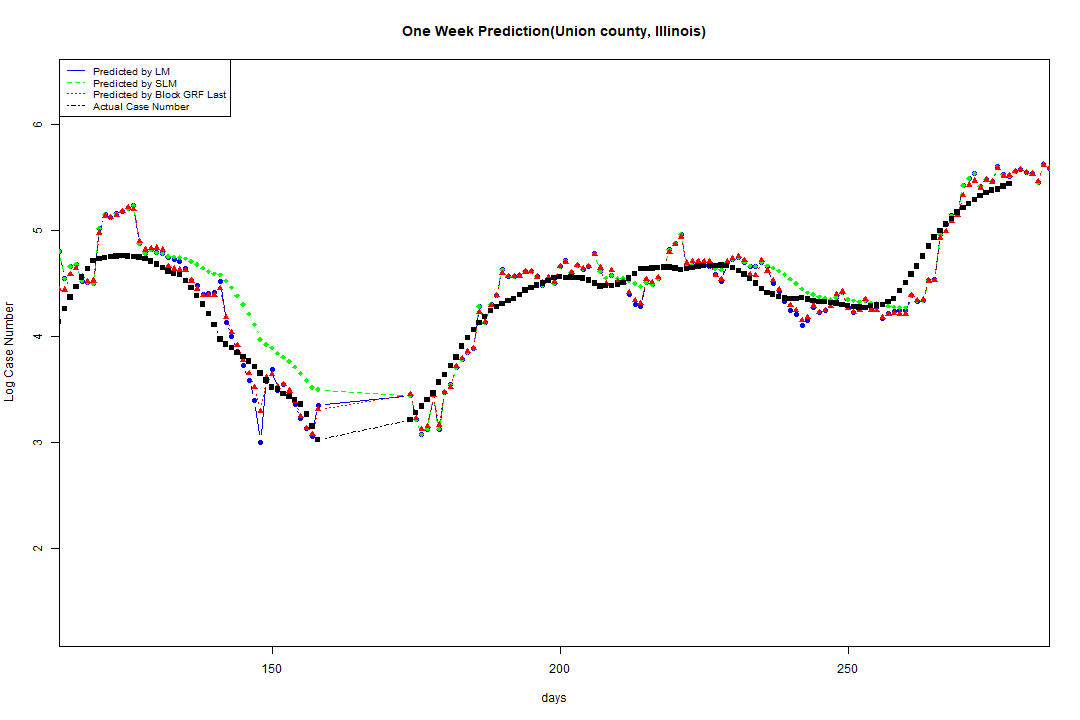 One Week Prediction(Union county, Illinois)
Predicted by LM
Predicted by SLM
Predicted by Block GRF Last
Actual Case Number
6
5
4
3
2
Log Case Number
150
200
250
days